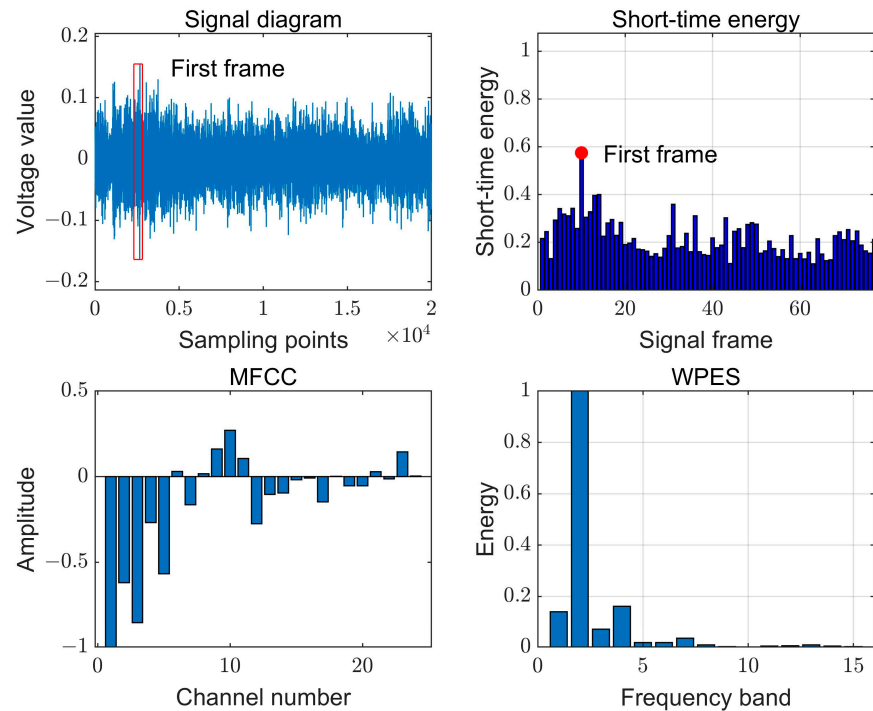 Signal diagram
0.2
0.1
0
−0.1
−0.2
Voltage value
First frame
0
0.5
1
1.5
2
×10⁴
Sampling points
Short-time energy
1
0.8
0.6
0.4
0.2
0
Short-time energy
First frame
0
20
40
60
Signal frame
MFCC
0.5
0
−0.5
−1
Amplitude
0
10
20
Channel number
WPES
1
0.8
0.6
0.4
0.2
0
Energy
0
5
10
15
Frequency band